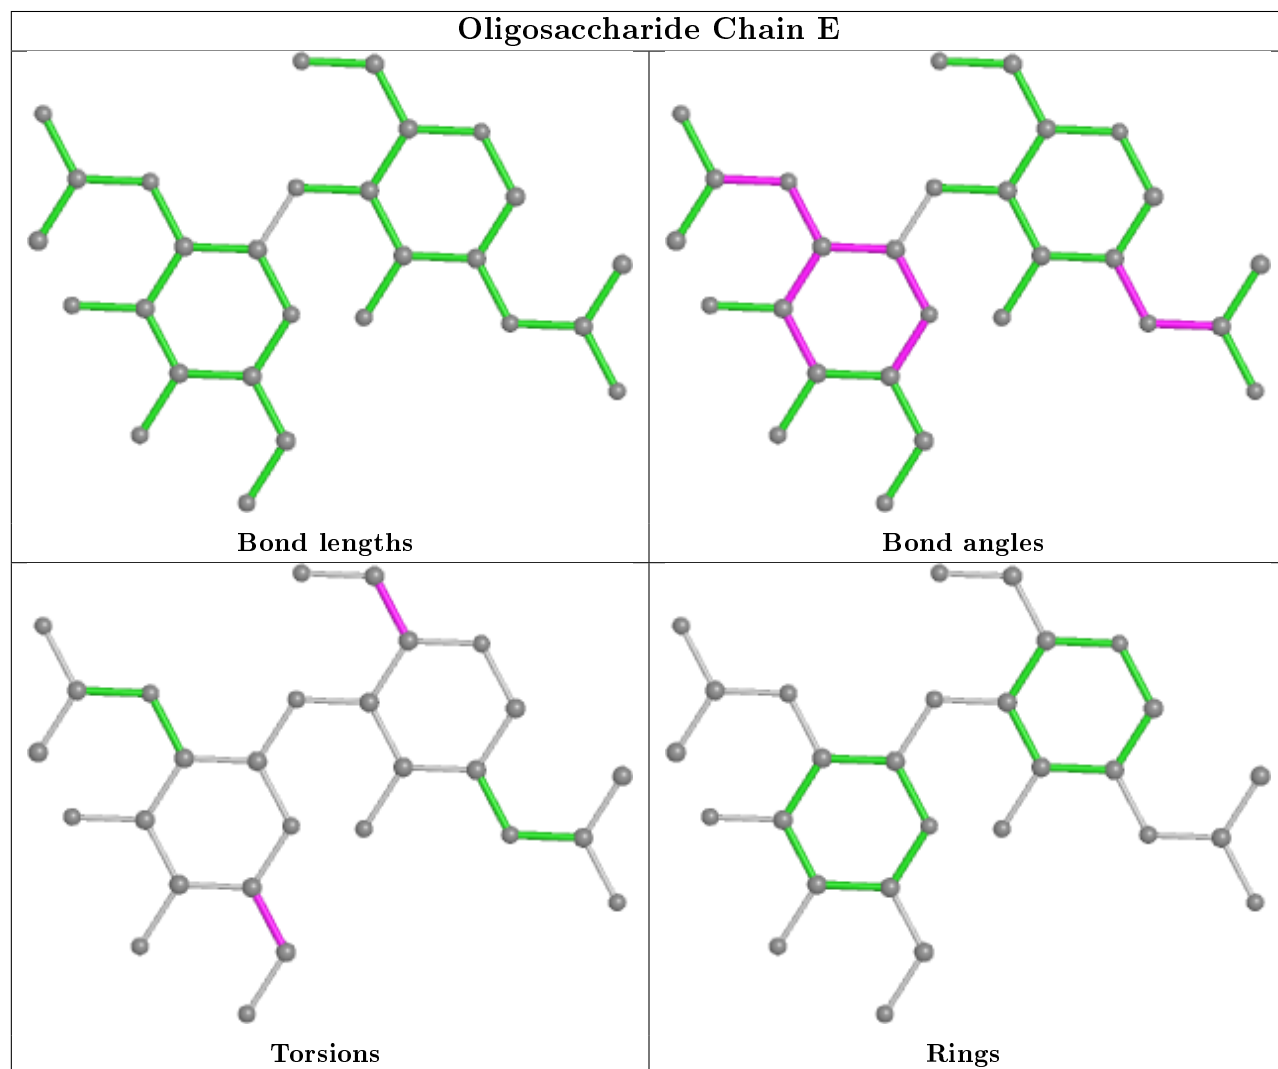 Oligosaccharide Chain E
Bond lengths
Bond angles
Torsions
Rings